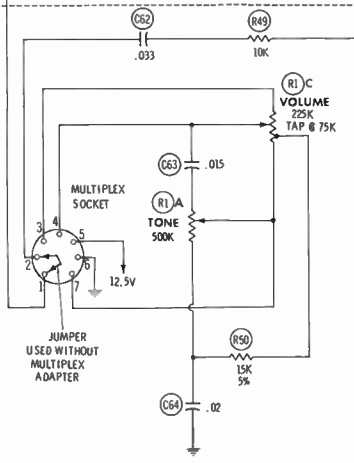 C62
.033
R49
10K
R1 C
VOLUME
225K
TAP @ 75K
C63
.015
R1 A
TONE
500K
MULTIPLEX
SOCKET
3
4
5
2
6
1
7
12.5V
JUMPER
USED WITHOUT
MULTIPLEX
ADAPTER
R50
15K
5%
C64
.02